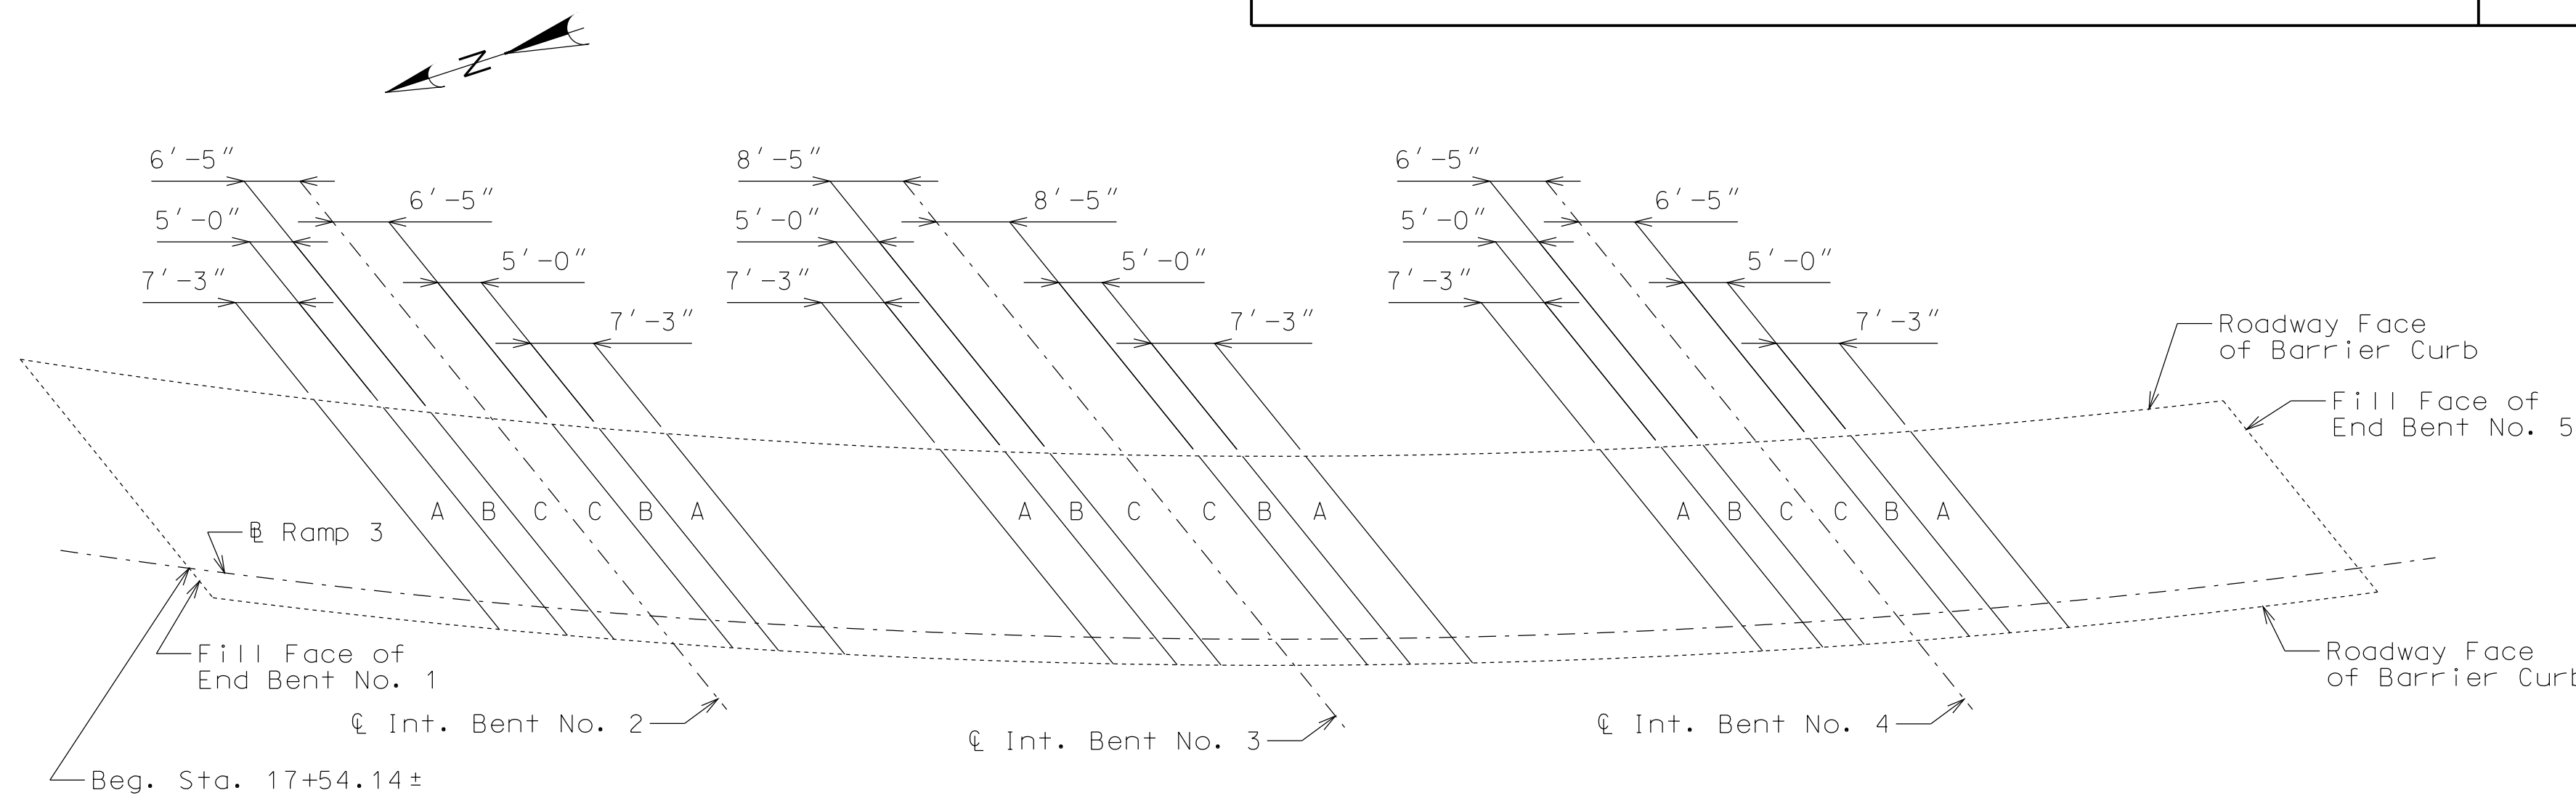 N
6'-5"
8'-5"
6'-5"
6'-5"
8'-5"
6'-5"
5'-0"
5'-0"
5'-0"
5'-0"
5'-0"
5'-0"
7'-3"
7'-3"
7'-3"
7'-3"
7'-3"
7'-3"
Roadway Face
of Barrier Curb
Fill Face of
End Bent No. 5
A B C C B A
A B C C B A
A B C C B A
℄ Ramp 3
Fill Face of
End Bent No. 1
Roadway Face
of Barrier Curb
℄ Int. Bent No. 2
℄ Int. Bent No. 3
℄ Int. Bent No. 4
Beg. Sta. 17+54.14±